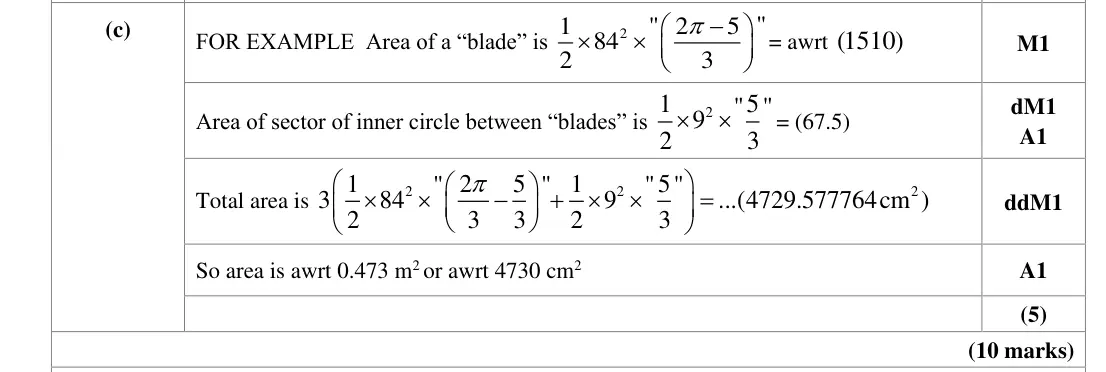 (c) FOR EXAMPLE Area of a “blade” is 1/2 × 84² × "((2π − 5)/3)" = awrt (1510) M1
Area of sector of inner circle between “blades” is 1/2 × 9² × "5"/3 = (67.5) dM1 A1
Total area is 3(1/2 × 84² × "(2π/3 − 5/3)" + 1/2 × 9² × "5"/3) = ...(4729.577764 cm²) ddM1
So area is awrt 0.473 m² or awrt 4730 cm² A1
(5)
(10 marks)